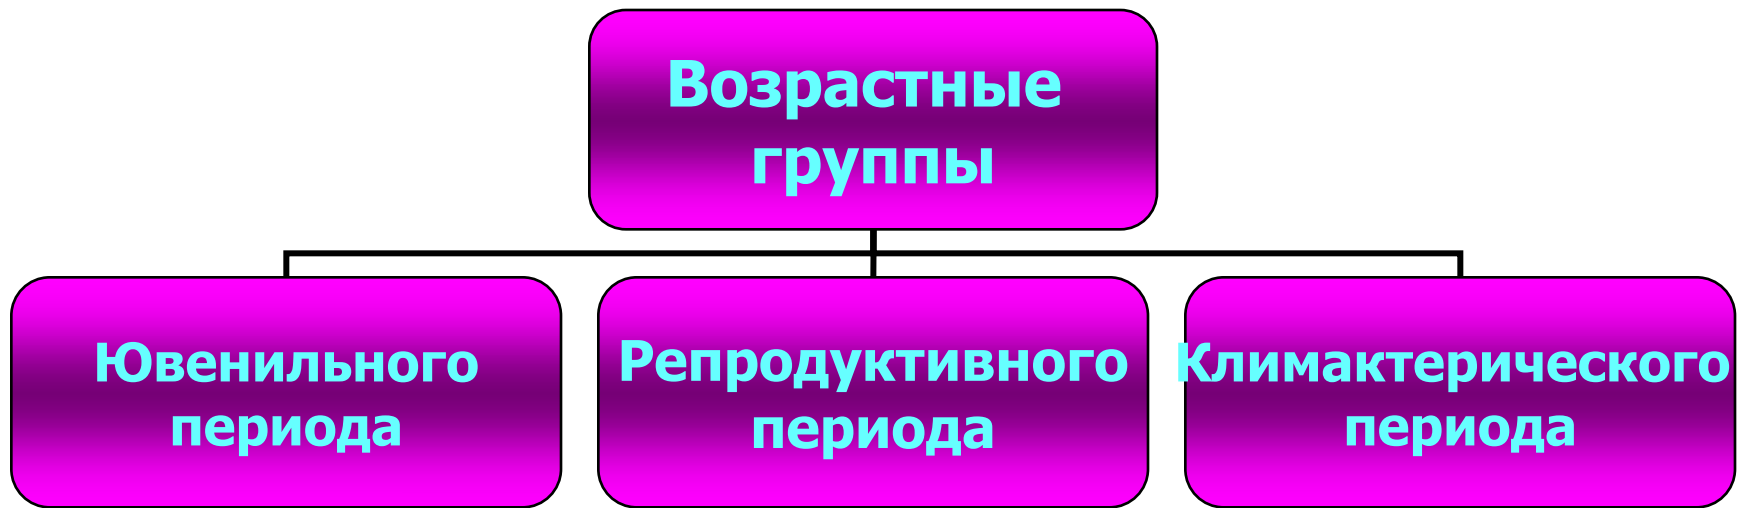 Возрастные
группы
Ювенильного
периода
Репродуктивного
периода
Климактерического
периода